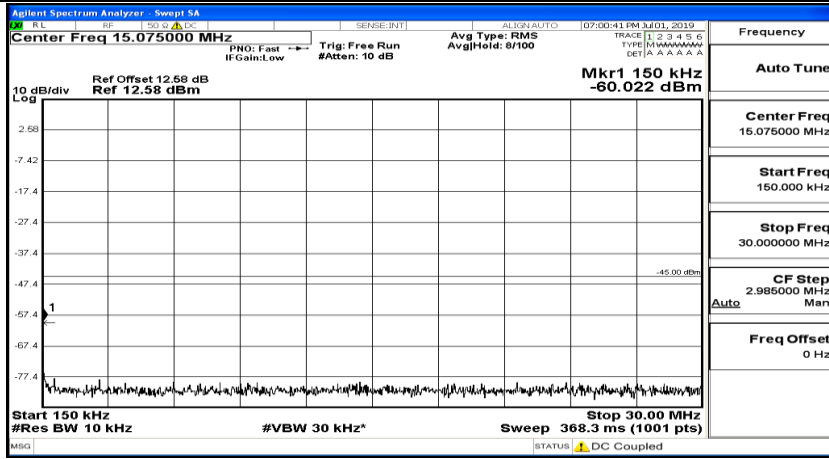 Agilent Spectrum Analyzer - Swept SA
LXI RL RF 50 Ω DC SENSE:INT ALIGN AUTO 07:00:41 PM Jul 01, 2019
Center Freq 15.075000 MHz
PNO: Fast
IFGain:Low
Trig: Free Run
#Atten: 10 dB
Avg Type: RMS
Avg|Hold: 8/100
TRACE 1 2 3 4 5 6
TYPE M WWWWW
DET A A A A A A
Ref Offset 12.58 dB
Ref 12.58 dBm
10 dB/div
Log
Mkr1 150 kHz
-60.022 dBm
2.58
-7.42
-17.4
-27.4
-37.4
-47.4
-57.4
-67.4
-77.4
-45.00 dBm
1
Start 150 kHz
#Res BW 10 kHz
#VBW 30 kHz*
Stop 30.00 MHz
Sweep 368.3 ms (1001 pts)
MSG STATUS DC Coupled
Frequency
Auto Tune
Center Freq
15.075000 MHz
Start Freq
150.000 kHz
Stop Freq
30.000000 MHz
CF Step
2.985000 MHz
Auto Man
Freq Offset
0 Hz